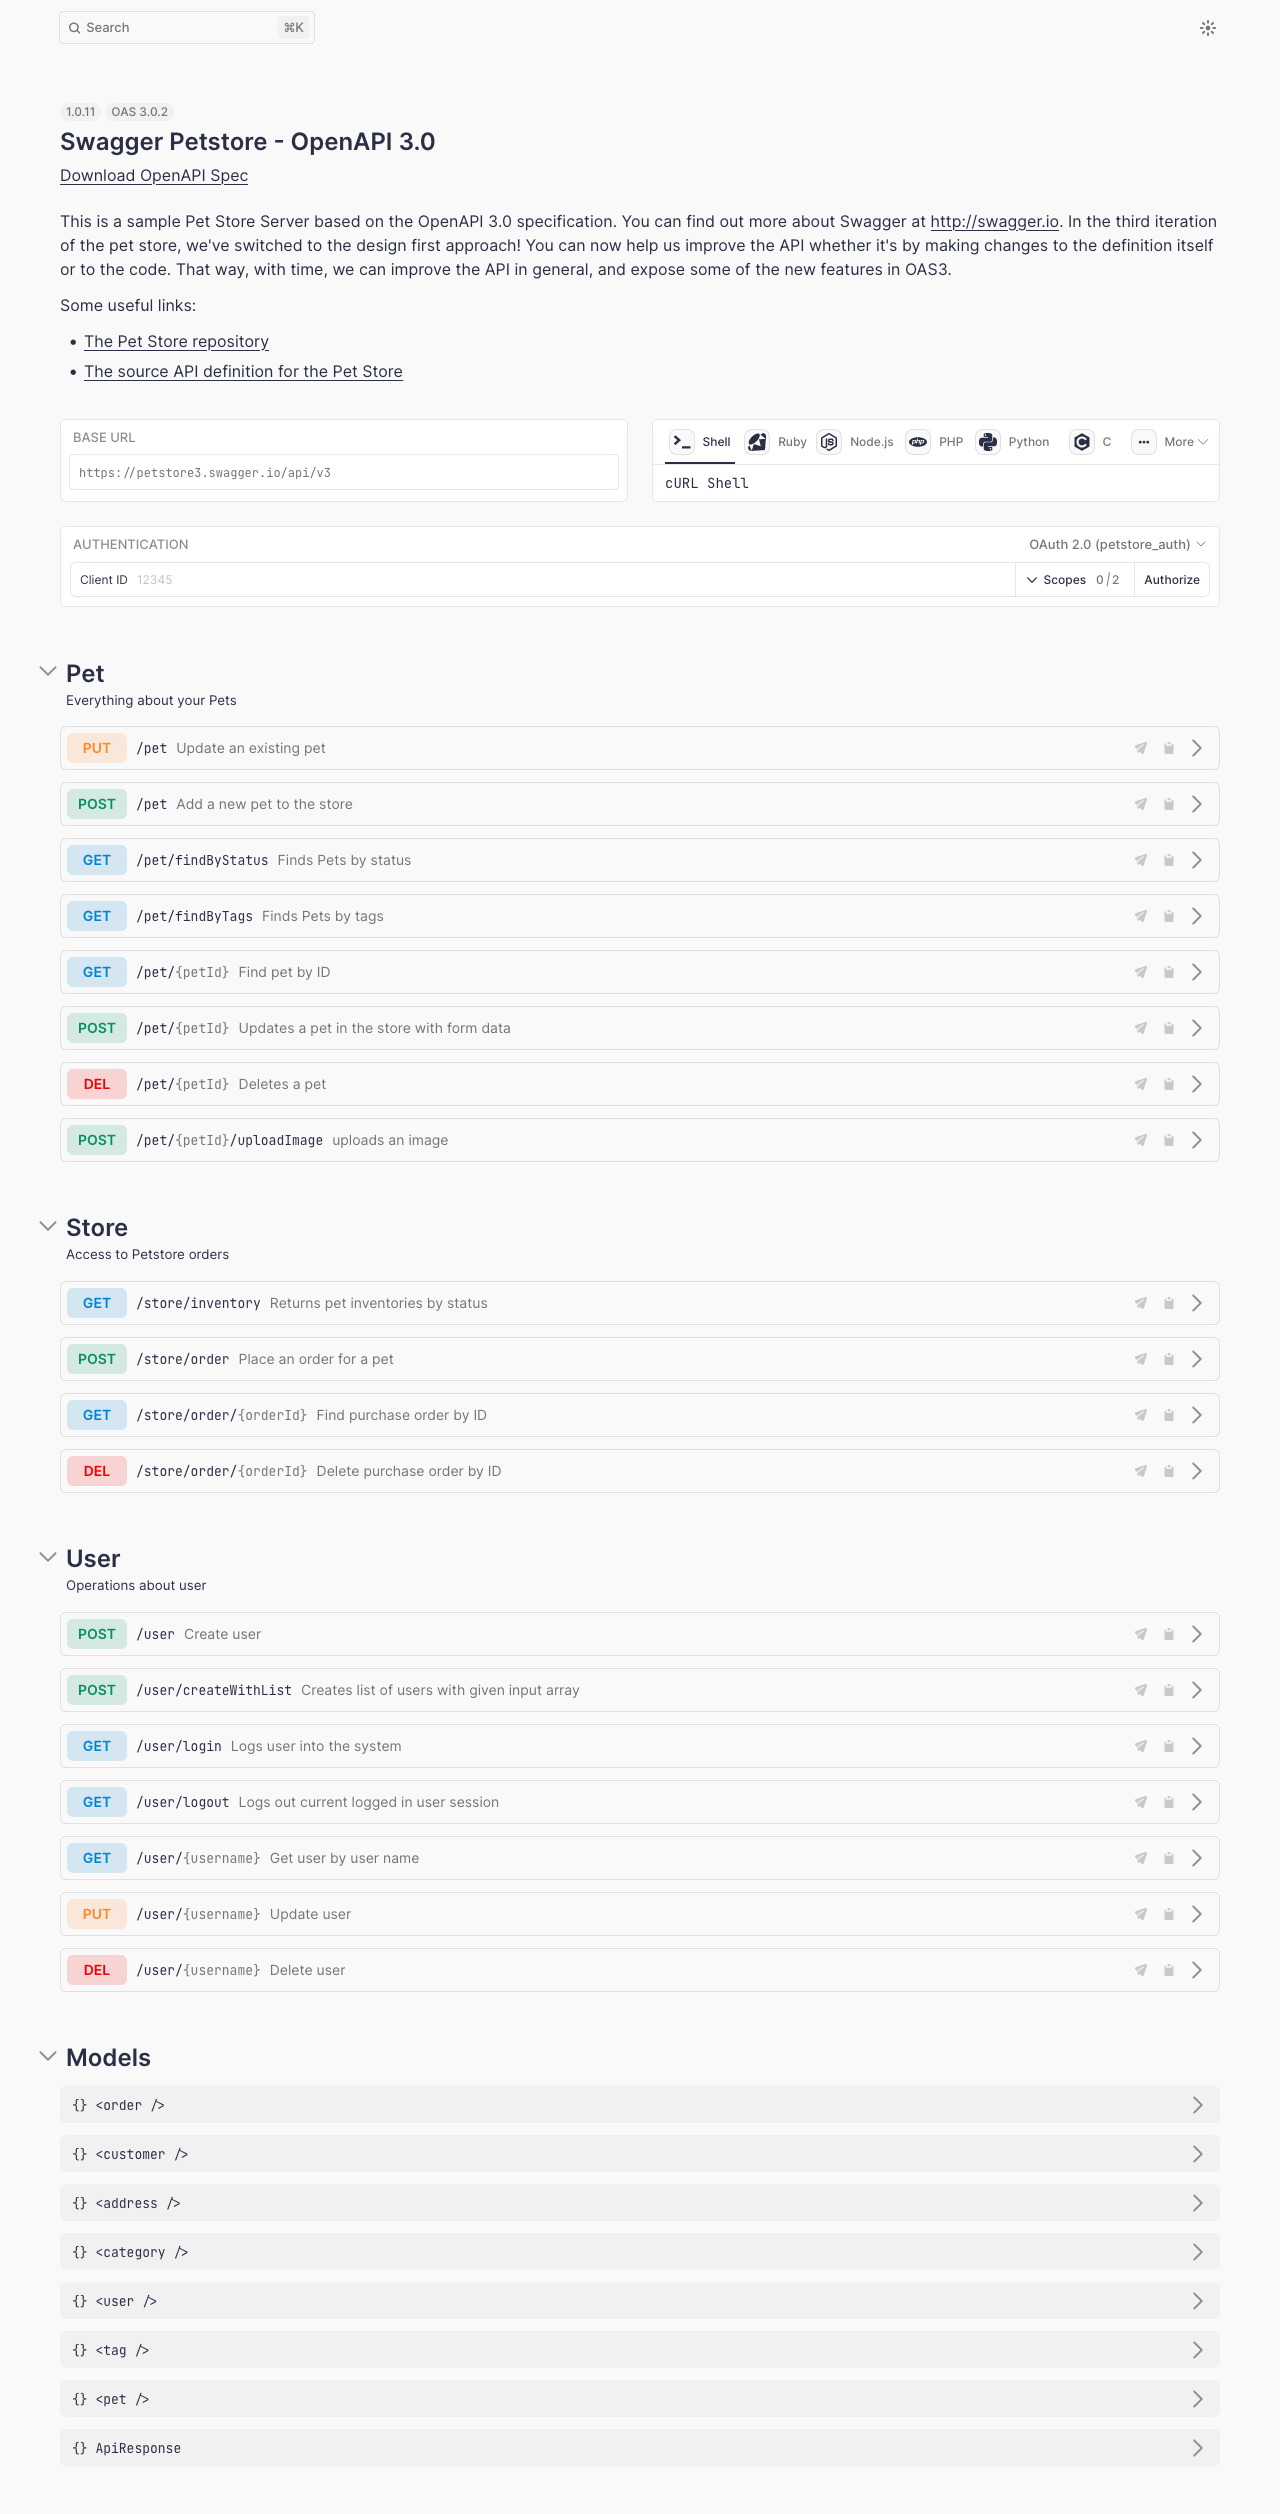 Search ⌘K
1.0.11 OAS 3.0.2
Swagger Petstore - OpenAPI 3.0
Download OpenAPI Spec
This is a sample Pet Store Server based on the OpenAPI 3.0 specification. You can find out more about Swagger at http://swagger.io. In the third iteration
of the pet store, we've switched to the design first approach! You can now help us improve the API whether it's by making changes to the definition itself
or to the code. That way, with time, we can improve the API in general, and expose some of the new features in OAS3.
Some useful links:
• The Pet Store repository
• The source API definition for the Pet Store
BASE URL
https://petstore3.swagger.io/api/v3
Shell Ruby Node.js php PHP Python C More
cURL Shell
AUTHENTICATION OAuth 2.0 (petstore_auth)
Client ID 12345 Scopes 0/2 Authorize
Pet
Everything about your Pets
PUT /pet Update an existing pet
POST /pet Add a new pet to the store
GET /pet/findByStatus Finds Pets by status
GET /pet/findByTags Finds Pets by tags
GET /pet/{petId} Find pet by ID
POST /pet/{petId} Updates a pet in the store with form data
DEL /pet/{petId} Deletes a pet
POST /pet/{petId}/uploadImage uploads an image
Store
Access to Petstore orders
GET /store/inventory Returns pet inventories by status
POST /store/order Place an order for a pet
GET /store/order/{orderId} Find purchase order by ID
DEL /store/order/{orderId} Delete purchase order by ID
User
Operations about user
POST /user Create user
POST /user/createWithList Creates list of users with given input array
GET /user/login Logs user into the system
GET /user/logout Logs out current logged in user session
GET /user/{username} Get user by user name
PUT /user/{username} Update user
DEL /user/{username} Delete user
Models
{} <order />
{} <customer />
{} <address />
{} <category />
{} <user />
{} <tag />
{} <pet />
{} ApiResponse